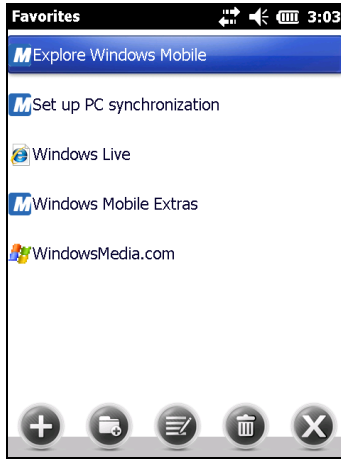 Favorites 3:03
Explore Windows Mobile
Set up PC synchronization
Windows Live
Windows Mobile Extras
WindowsMedia.com